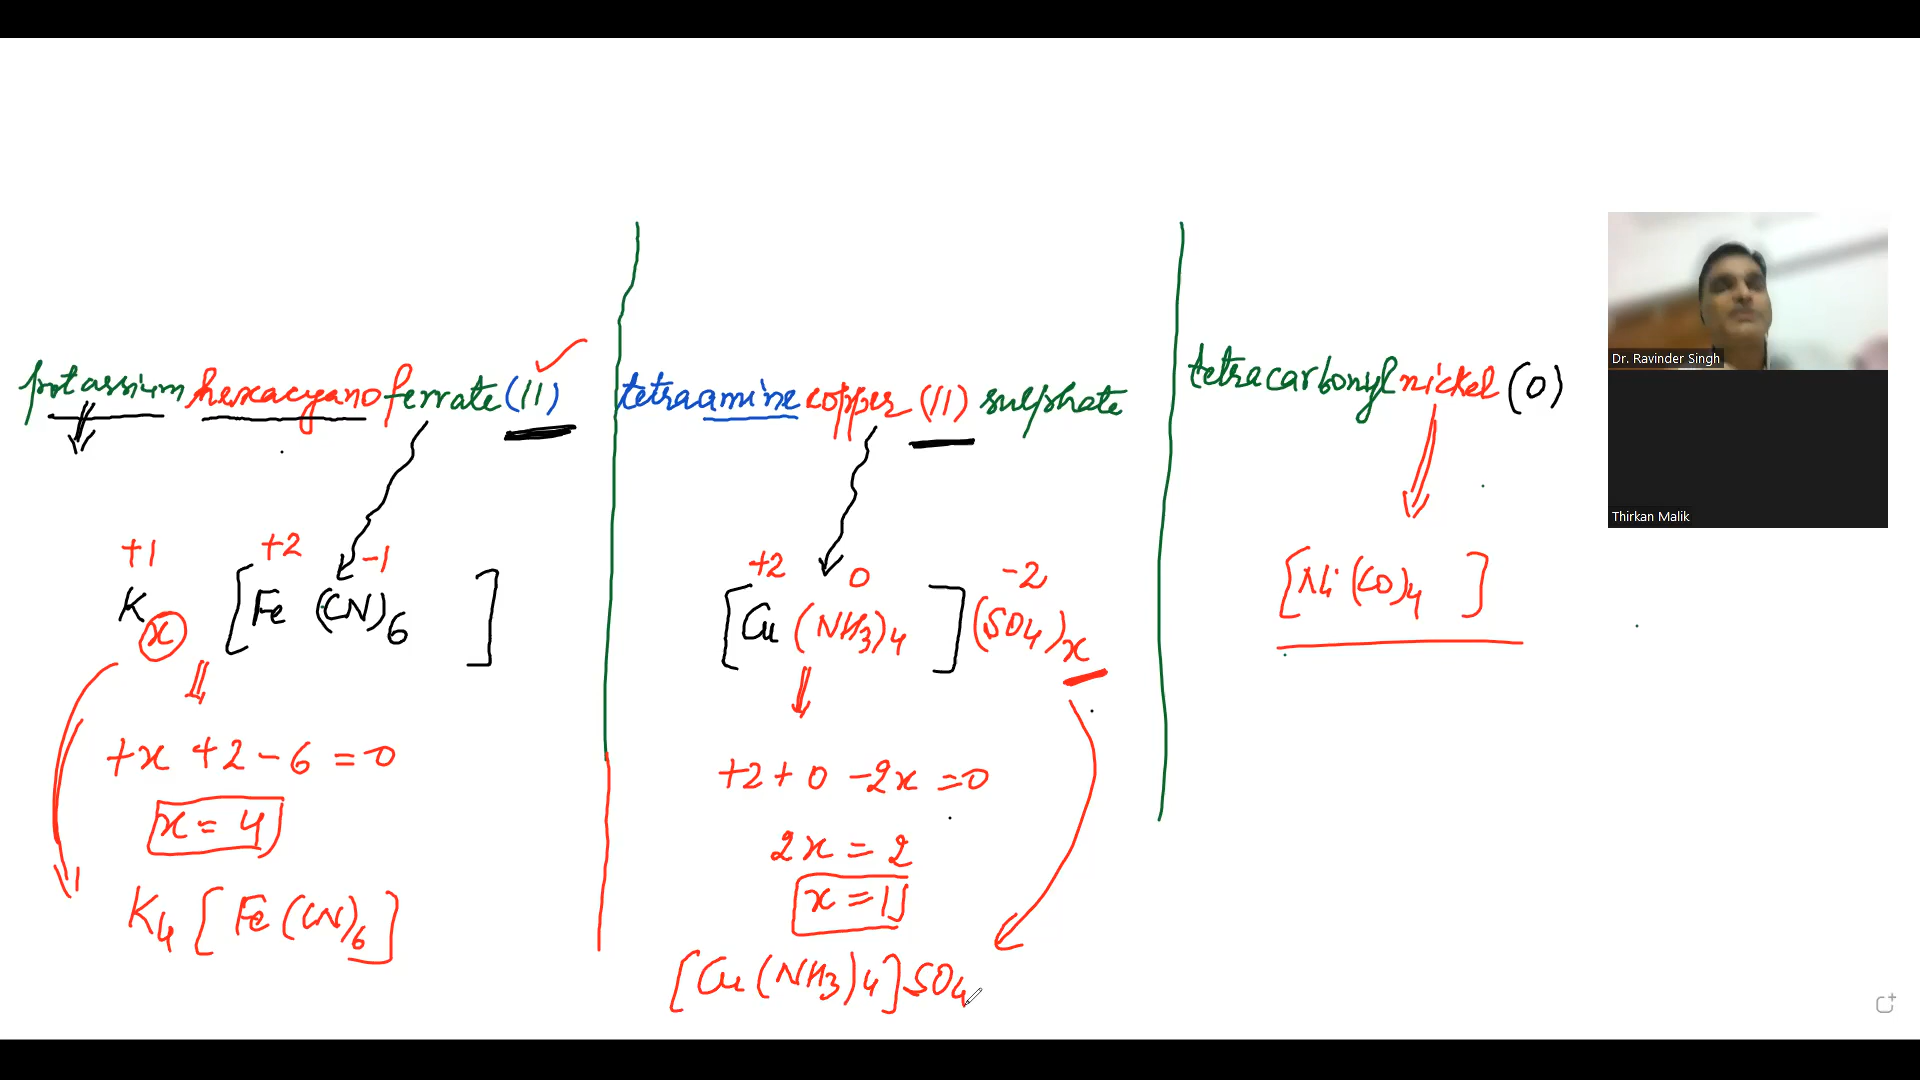 potassium hexacyanoferrate (II)
+1 +2 -1
K x [Fe (CN)6 ]
+x +2 - 6 = 0
x = 4
K4 [Fe (CN)6]
tetraamine copper (II) sulphate
+2 0 -2
[Cu (NH3)4 ] (SO4)x
+2 + 0 - 2x = 0
2x = 2
x = 1
[Cu (NH3)4] SO4
tetracarbonyl nickel (0)
[Ni (CO)4 ]
Dr. Ravinder Singh
Thirkan Malik